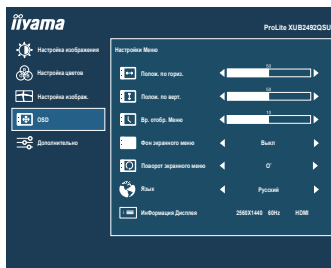 iiyama
ProLite XUB2492QSU
Настройка изображения
Настройка цветов
Настройка изображ.
OSD
Дополнительно
Настройки Меню
Полож. по гориз.
50
Полож. по верт.
50
Вр. отобр. Меню
10
Фон экранного меню
Выкл
Поворот экранного меню
0˚
Язык
Русский
ИнФормация Дисплея
2560X1440 60Hz HDMI